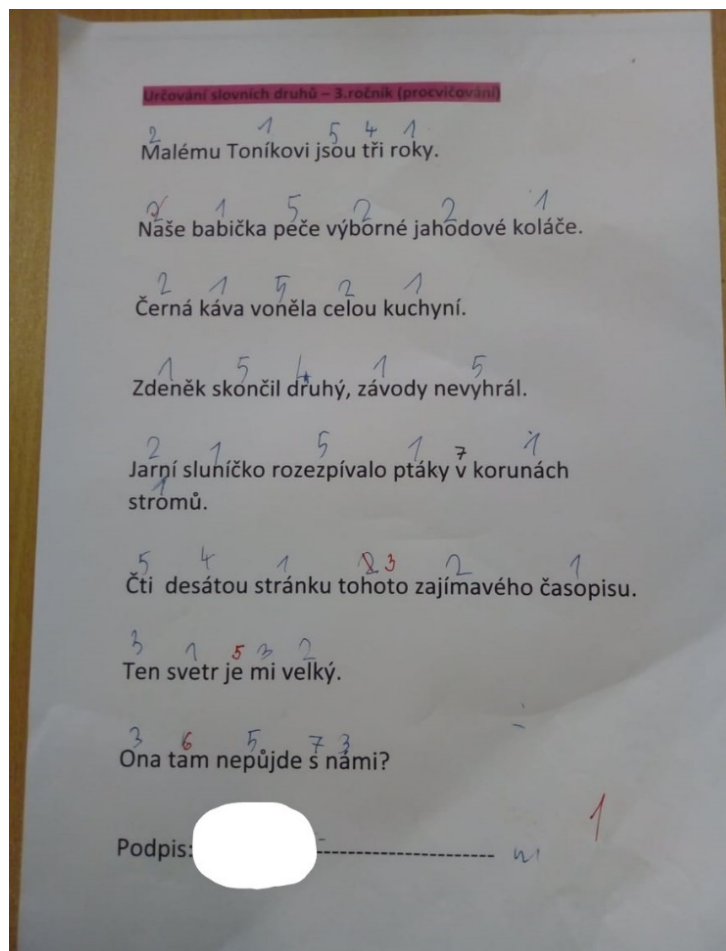 Určování slovních druhů – 3.ročník (procvičování)
2 1 5 4 1
Malému Toníkovi jsou tři roky.
2 1 5 2 2 1
Naše babička peče výborné jahodové koláče.
2 1 5 2 1
Černá káva voněla celou kuchyní.
1 5 4 1 5
Zdeněk skončil druhý, závody nevyhrál.
2 1 5 1 7 1
Jarní sluníčko rozezpívalo ptáky v korunách
1
stromů.
5 4 1 2 3 2 1
Čti desátou stránku tohoto zajímavého časopisu.
3 1 5 3 2
Ten svetr je mi velký.
3 6 5 7 3
Ona tam nepůjde s námi?
1
Podpis: